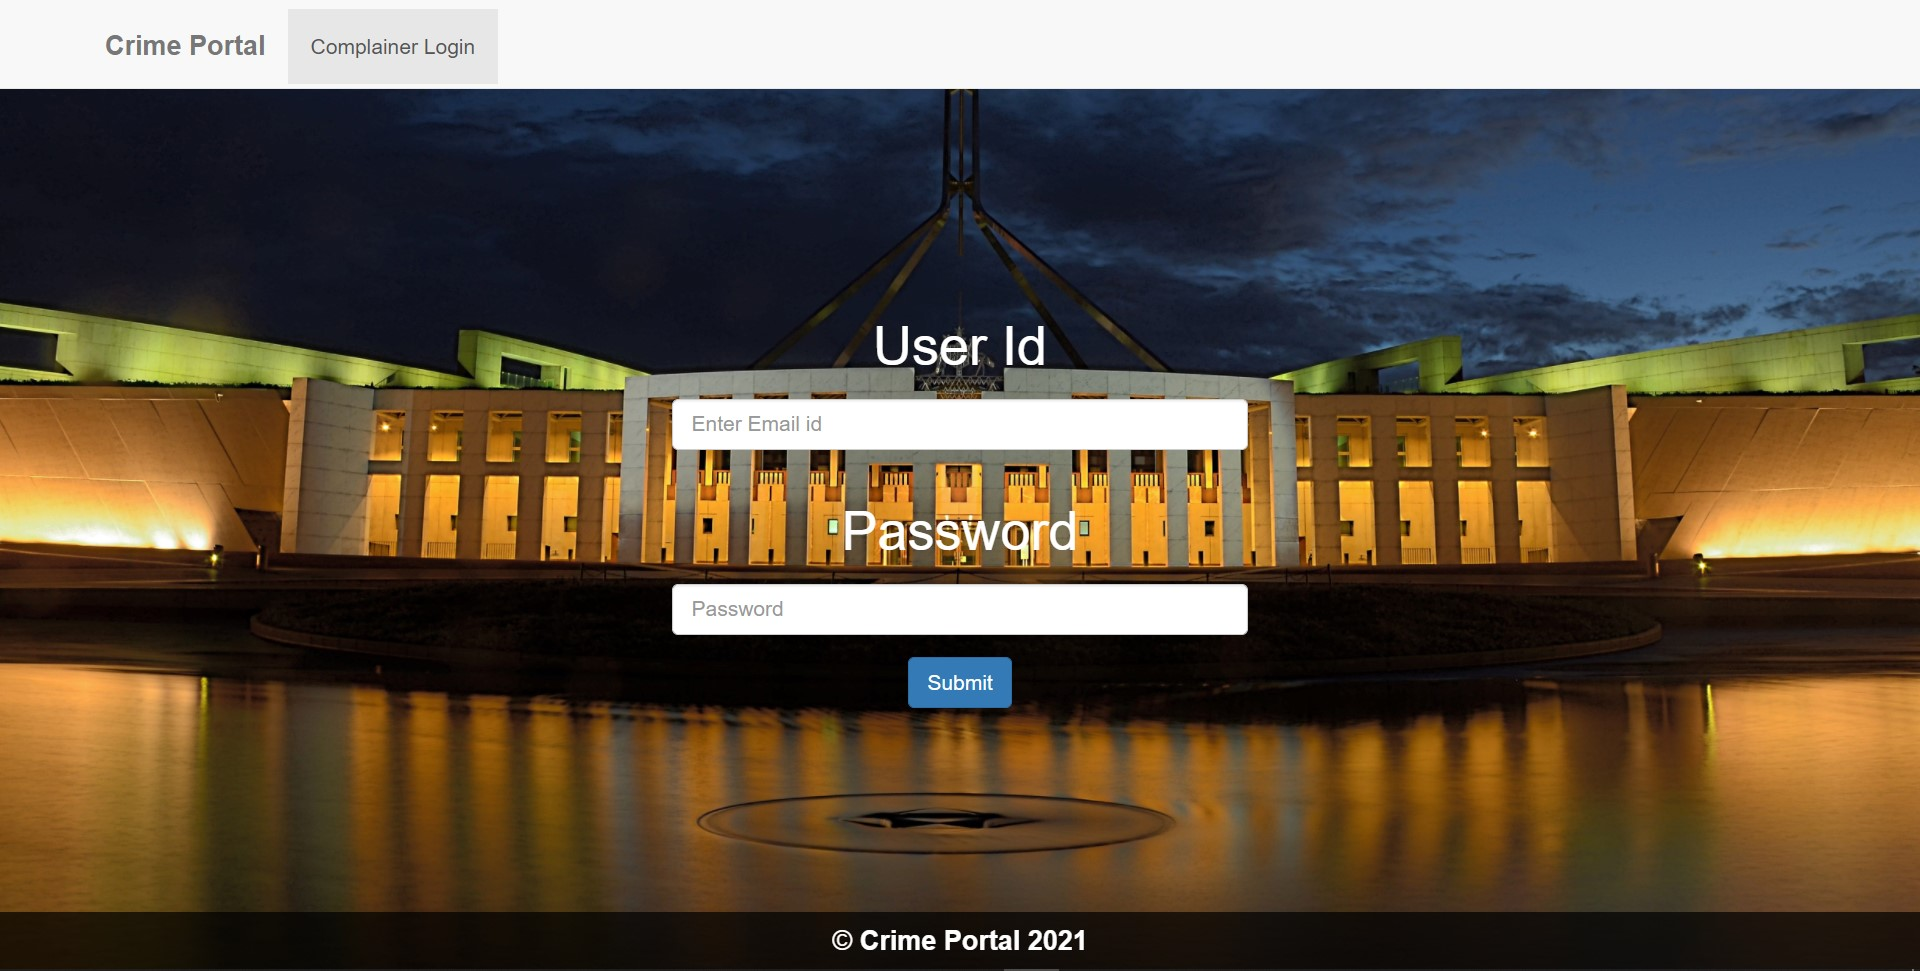 Crime Portal
Complainer Login
User Id
Enter Email id
Password
Password
Submit
© Crime Portal 2021